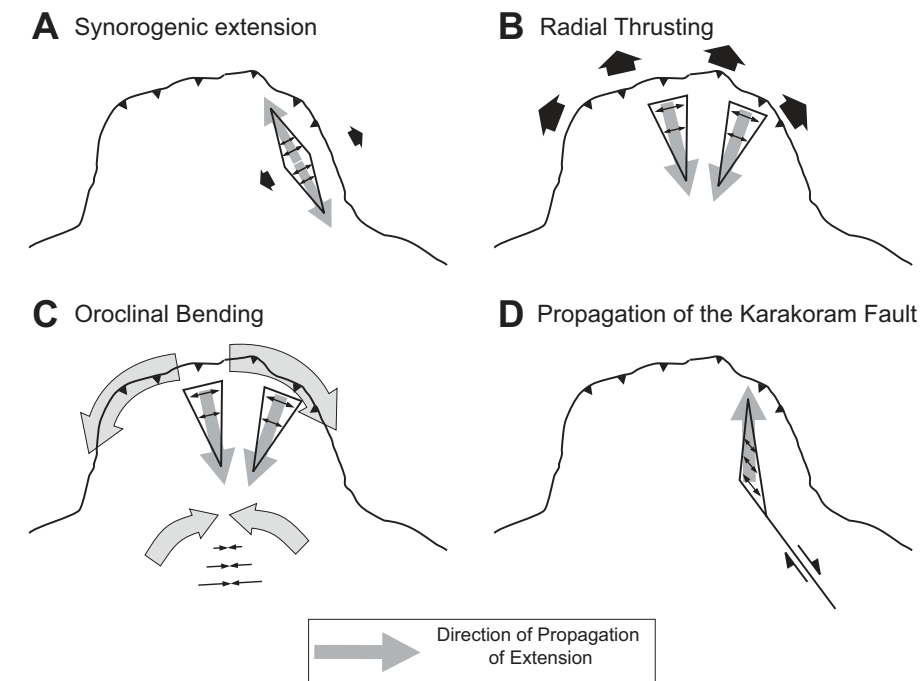 A Synorogenic extension
B Radial Thrusting
C Oroclinal Bending
D Propagation of the Karakoram Fault
Direction of Propagation
of Extension